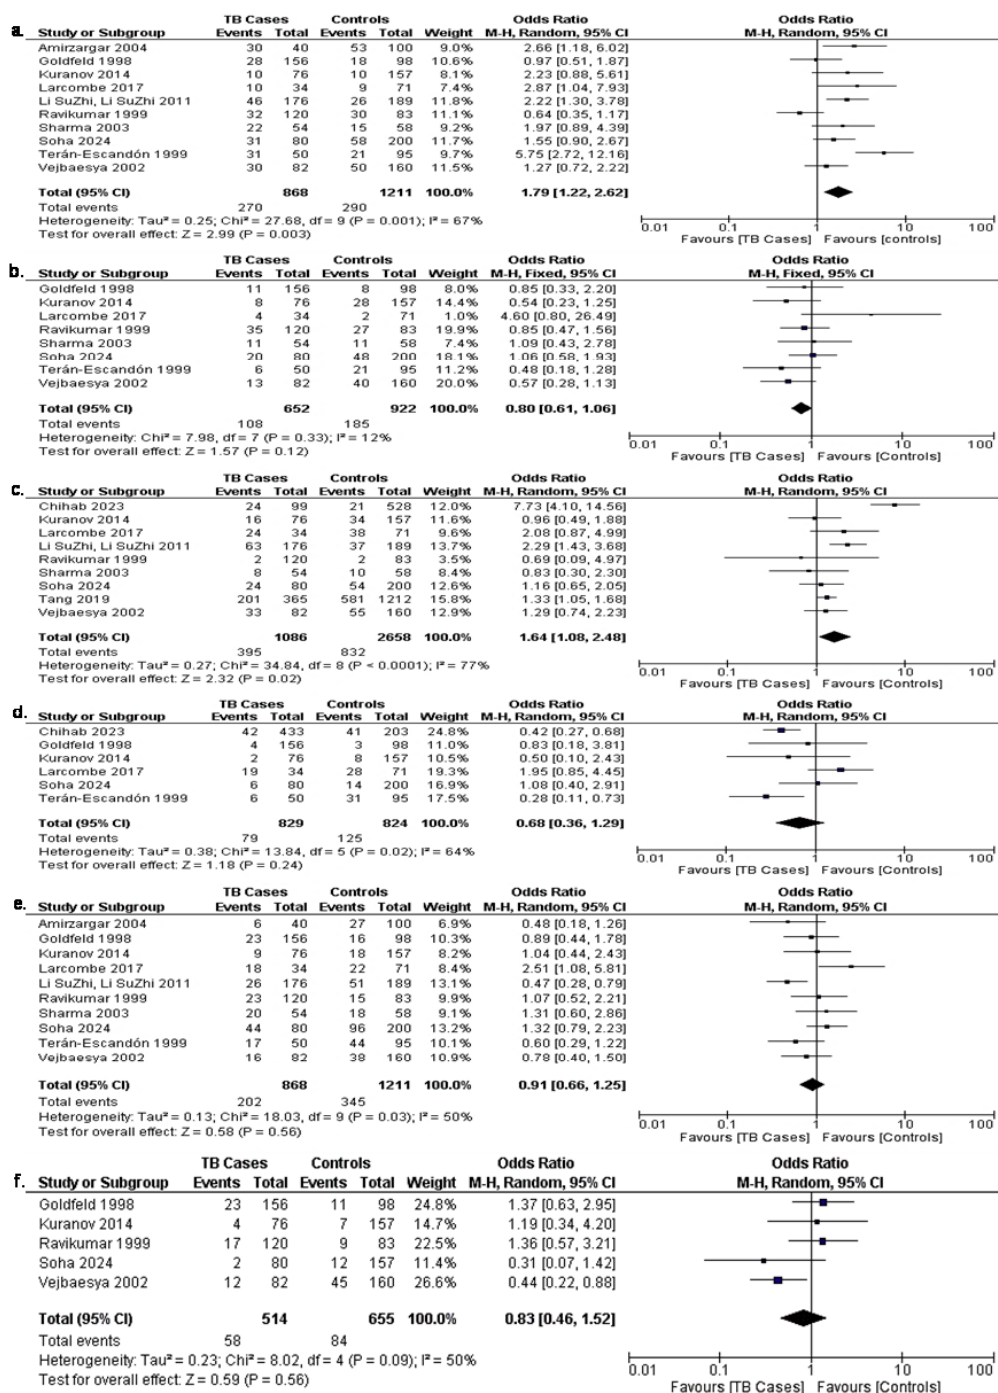 a. TB Cases Controls Odds Ratio Odds Ratio
Study or Subgroup Events Total Events Total Weight M-H, Random, 95% CI M-H, Random, 95% CI
Amirzargar 2004 30 40 53 100 9.0% 2.66 [1.18, 6.02]
Goldfeld 1998 28 156 18 98 10.6% 0.97 [0.51, 1.87]
Kuranov 2014 10 76 10 157 8.1% 2.23 [0.88, 5.61]
Larcombe 2017 10 34 9 71 7.4% 2.87 [1.04, 7.93]
Li SuZhi, Li SuZhi 2011 46 176 26 189 11.8% 2.22 [1.30, 3.78]
Ravikumar 1999 32 120 30 83 11.1% 0.64 [0.35, 1.17]
Sharma 2003 22 54 15 58 9.2% 1.97 [0.89, 4.39]
Soha 2024 31 80 58 200 11.7% 1.55 [0.90, 2.67]
Terán-Escandón 1999 31 50 21 95 9.7% 5.75 [2.72, 12.16]
Vejbaesya 2002 30 82 50 160 11.5% 1.27 [0.72, 2.22]
Total (95% CI) 868 1211 100.0% 1.79 [1.22, 2.62]
Total events 270 290
Heterogeneity: Tau² = 0.25; Chi² = 27.68, df = 9 (P = 0.001); I² = 67%
Test for overall effect: Z = 2.99 (P = 0.003)
0.01 0.1 1 10 100
Favours [TB Cases] Favours [controls]
b. TB Cases Controls Odds Ratio Odds Ratio
Study or Subgroup Events Total Events Total Weight M-H, Fixed, 95% CI M-H, Fixed, 95% CI
Goldfeld 1998 11 156 8 98 8.0% 0.85 [0.33, 2.20]
Kuranov 2014 8 76 28 157 14.4% 0.54 [0.23, 1.25]
Larcombe 2017 4 34 2 71 1.0% 4.60 [0.80, 26.49]
Ravikumar 1999 35 120 27 83 19.9% 0.85 [0.47, 1.56]
Sharma 2003 11 54 11 58 7.4% 1.09 [0.43, 2.78]
Soha 2024 20 80 48 200 18.1% 1.06 [0.58, 1.93]
Terán-Escandón 1999 6 50 21 95 11.2% 0.48 [0.18, 1.28]
Vejbaesya 2002 13 82 40 160 20.0% 0.57 [0.28, 1.13]
Total (95% CI) 652 922 100.0% 0.80 [0.61, 1.06]
Total events 108 185
Heterogeneity: Chi² = 7.98, df = 7 (P = 0.33); I² = 12%
Test for overall effect: Z = 1.57 (P = 0.12)
0.01 0.1 1 10 100
Favours [TB Cases] Favours [Controls]
c. TB Cases Controls Odds Ratio Odds Ratio
Study or Subgroup Events Total Events Total Weight M-H, Random, 95% CI M-H, Random, 95% CI
Chihab 2023 24 99 21 528 12.0% 7.73 [4.10, 14.56]
Kuranov 2014 16 76 34 157 11.6% 0.96 [0.49, 1.88]
Larcombe 2017 24 34 38 71 9.6% 2.08 [0.87, 4.99]
Li SuZhi, Li SuZhi 2011 63 176 37 189 13.7% 2.29 [1.43, 3.68]
Ravikumar 1999 2 120 2 83 3.5% 0.69 [0.09, 4.97]
Sharma 2003 8 54 10 58 8.4% 0.83 [0.30, 2.30]
Soha 2024 24 80 54 200 12.6% 1.16 [0.65, 2.05]
Tang 2019 201 365 581 1212 15.8% 1.33 [1.05, 1.68]
Vejbaesya 2002 33 82 55 160 12.9% 1.29 [0.74, 2.23]
Total (95% CI) 1086 2658 100.0% 1.64 [1.08, 2.48]
Total events 395 832
Heterogeneity: Tau² = 0.27; Chi² = 34.84, df = 8 (P < 0.0001); I² = 77%
Test for overall effect: Z = 2.32 (P = 0.02)
0.01 0.1 1 10 100
Favours [TB Cases] Favours [Controls]
d. TB Cases Controls Odds Ratio Odds Ratio
Study or Subgroup Events Total Events Total Weight M-H, Random, 95% CI M-H, Random, 95% CI
Chihab 2023 42 433 41 203 24.8% 0.42 [0.27, 0.68]
Goldfeld 1998 4 156 3 98 11.0% 0.83 [0.18, 3.81]
Kuranov 2014 2 76 8 157 10.5% 0.50 [0.10, 2.43]
Larcombe 2017 19 34 28 71 19.3% 1.95 [0.85, 4.45]
Soha 2024 6 80 14 200 16.9% 1.08 [0.40, 2.91]
Terán-Escandón 1999 6 50 31 95 17.5% 0.28 [0.11, 0.73]
Total (95% CI) 829 824 100.0% 0.68 [0.36, 1.29]
Total events 79 125
Heterogeneity: Tau² = 0.38; Chi² = 13.84, df = 5 (P = 0.02); I² = 64%
Test for overall effect: Z = 1.18 (P = 0.24)
0.01 0.1 1 10 100
Favours [TB Cases] Favours [Controls]
e. TB Cases Controls Odds Ratio Odds Ratio
Study or Subgroup Events Total Events Total Weight M-H, Random, 95% CI M-H, Random, 95% CI
Amirzargar 2004 6 40 27 100 6.9% 0.48 [0.18, 1.26]
Goldfeld 1998 23 156 16 98 10.3% 0.89 [0.44, 1.78]
Kuranov 2014 9 76 18 157 8.2% 1.04 [0.44, 2.43]
Larcombe 2017 18 34 22 71 8.4% 2.51 [1.08, 5.81]
Li SuZhi, Li SuZhi 2011 26 176 51 189 13.1% 0.47 [0.28, 0.79]
Ravikumar 1999 23 120 15 83 9.9% 1.07 [0.52, 2.21]
Sharma 2003 20 54 18 58 9.1% 1.31 [0.60, 2.86]
Soha 2024 44 80 96 200 13.2% 1.32 [0.79, 2.23]
Terán-Escandón 1999 17 50 44 95 10.1% 0.60 [0.29, 1.22]
Vejbaesya 2002 16 82 38 160 10.9% 0.78 [0.40, 1.50]
Total (95% CI) 868 1211 100.0% 0.91 [0.66, 1.25]
Total events 202 345
Heterogeneity: Tau² = 0.13; Chi² = 18.03, df = 9 (P = 0.03); I² = 50%
Test for overall effect: Z = 0.58 (P = 0.56)
0.01 0.1 1 10 100
Favours [TB Cases] Favours [Controls]
f. TB Cases Controls Odds Ratio Odds Ratio
Study or Subgroup Events Total Events Total Weight M-H, Random, 95% CI M-H, Random, 95% CI
Goldfeld 1998 23 156 11 98 24.8% 1.37 [0.63, 2.95]
Kuranov 2014 4 76 7 157 14.7% 1.19 [0.34, 4.20]
Ravikumar 1999 17 120 9 83 22.5% 1.36 [0.57, 3.21]
Soha 2024 2 80 12 157 11.4% 0.31 [0.07, 1.42]
Vejbaesya 2002 12 82 45 160 26.6% 0.44 [0.22, 0.88]
Total (95% CI) 514 655 100.0% 0.83 [0.46, 1.52]
Total events 58 84
Heterogeneity: Tau² = 0.23; Chi² = 8.02, df = 4 (P = 0.09); I² = 50%
Test for overall effect: Z = 0.59 (P = 0.56)
0.01 0.1 1 10 100
Favours [TB Cases] Favours [Controls]